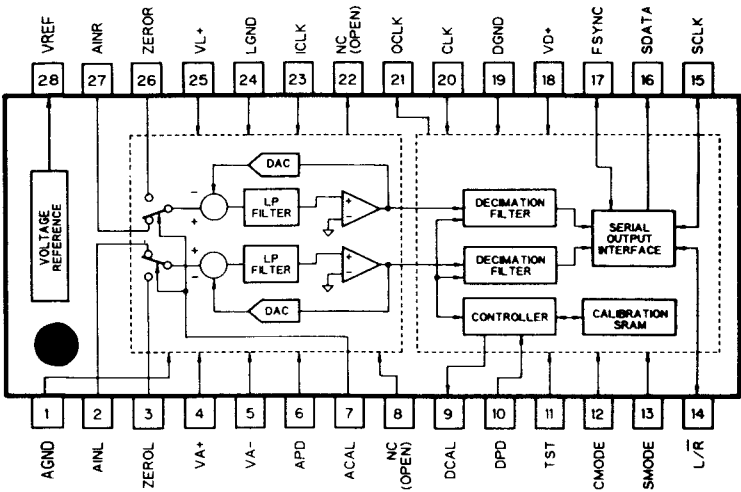 VREF
AINR
ZEROR
VL+
LGND
ICLK
NC
(OPEN)
OCLK
CLK
DGND
VD+
FSYNC
SDATA
SCLK
28
27
26
25
24
23
22
21
20
19
18
17
16
15
VOLTAGE
REFERENCE
DAC
−
+
LP
FILTER
+
−
DECIMATION
FILTER
SERIAL
OUTPUT
INTERFACE
+
−
LP
FILTER
+
−
DECIMATION
FILTER
DAC
CONTROLLER
CALIBRATION
SRAM
1
2
3
4
5
6
7
8
9
10
11
12
13
14
AGND
AINL
ZEROL
VA+
VA-
APD
ACAL
NC
(OPEN)
DCAL
DPD
TST
CMODE
SMODE
L/R̅